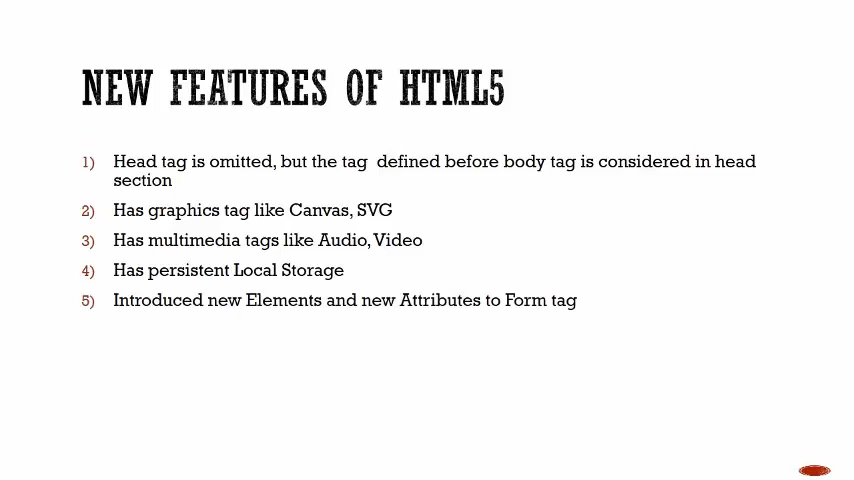 NEW FEATURES OF HTML5
1) Head tag is omitted, but the tag defined before body tag is considered in head
section
2) Has graphics tag like Canvas, SVG
3) Has multimedia tags like Audio, Video
4) Has persistent Local Storage
5) Introduced new Elements and new Attributes to Form tag